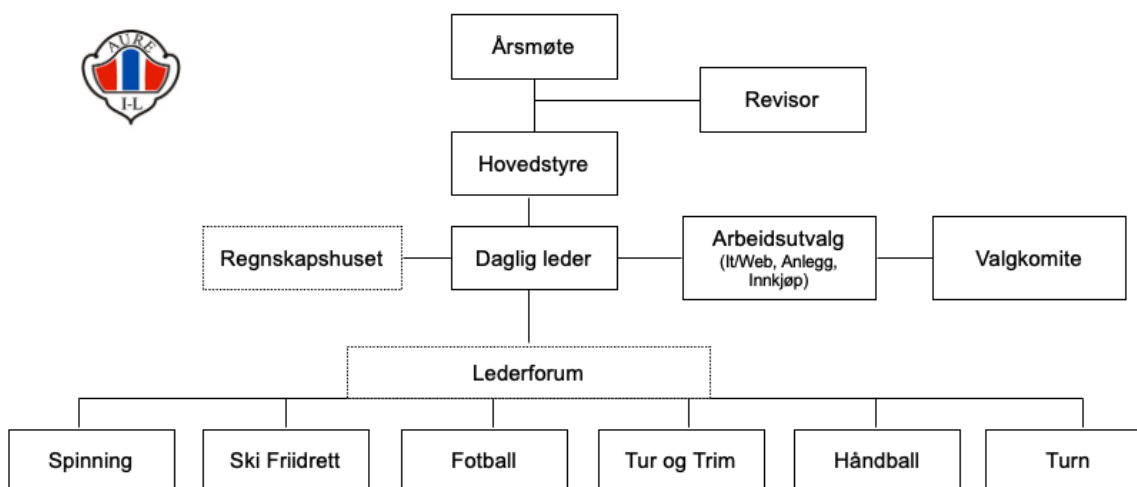 AURE
I-L
Årsmøte
Revisor
Hovedstyre
Regnskapshuset
Daglig leder
Arbeidsutvalg
(It/Web, Anlegg,
Innkjøp)
Valgkomite
Lederforum
Spinning
Ski Friidrett
Fotball
Tur og Trim
Håndball
Turn